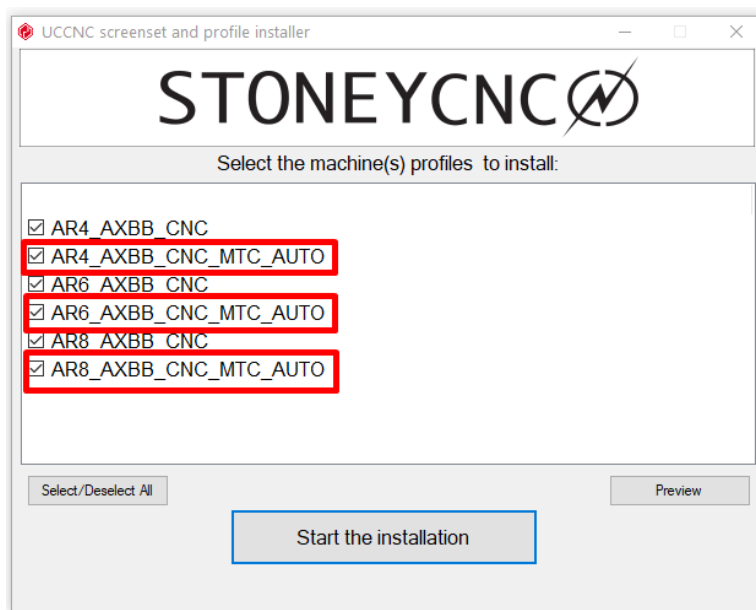 UCCNC screenset and profile installer
STONEYCNC
Select the machine(s) profiles to install:
AR4_AXBB_CNC
AR4_AXBB_CNC_MTC_AUTO
AR6_AXBB_CNC
AR6_AXBB_CNC_MTC_AUTO
AR8_AXBB_CNC
AR8_AXBB_CNC_MTC_AUTO
Select/Deselect All
Preview
Start the installation